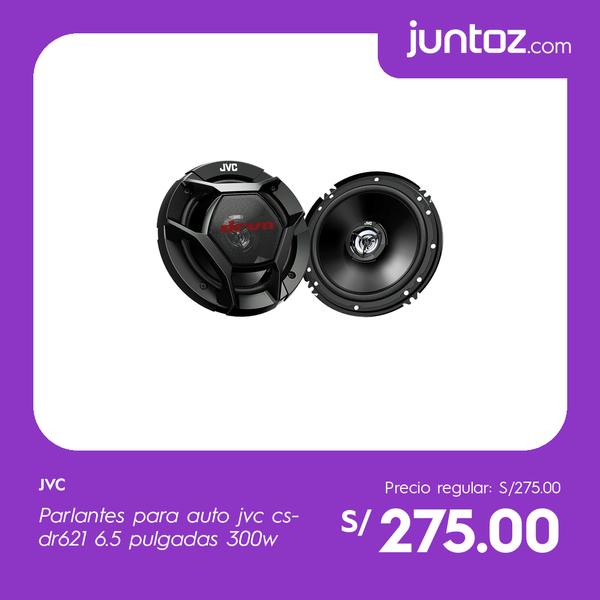 juntoz.com
JVC
drvn
JVC
JVC
Precio regular: S/275.00
Parlantes para auto jvc cs-
dr621 6.5 pulgadas 300w
S/ 275.00